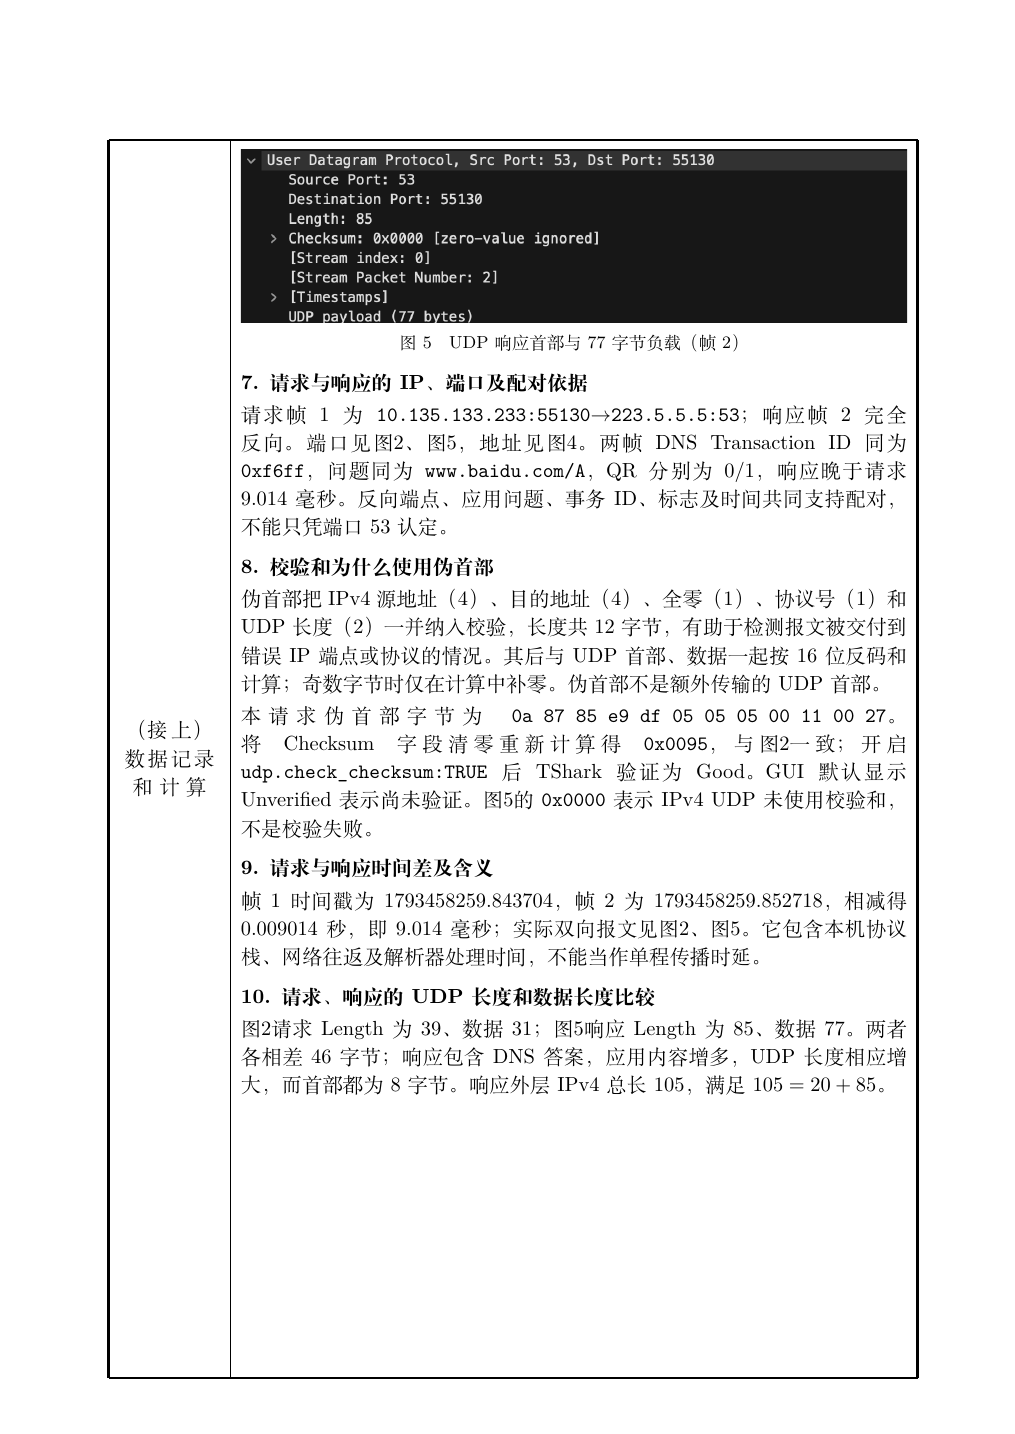 User Datagram Protocol, Src Port: 53, Dst Port: 55130
Source Port: 53
Destination Port: 55130
Length: 85
Checksum: 0x0000 [zero-value ignored]
[Stream index: 0]
[Stream Packet Number: 2]
[Timestamps]
UDP payload (77 bytes)
图 5 UDP 响应首部与 77 字节负载（帧 2）
7. 请求与响应的 IP、端口及配对依据
请求帧 1 为 10.135.133.233:55130→223.5.5.5:53；响应帧 2 完全
反向。端口见图2、图5，地址见图4。两帧 DNS Transaction ID 同为
0xf6ff，问题同为 www.baidu.com/A，QR 分别为 0/1，响应晚于请求
9.014 毫秒。反向端点、应用问题、事务 ID、标志及时间共同支持配对，
不能只凭端口 53 认定。
8. 校验和为什么使用伪首部
伪首部把 IPv4 源地址（4）、目的地址（4）、全零（1）、协议号（1）和
UDP 长度（2）一并纳入校验，长度共 12 字节，有助于检测报文被交付到
错误 IP 端点或协议的情况。其后与 UDP 首部、数据一起按 16 位反码和
计算；奇数字节时仅在计算中补零。伪首部不是额外传输的 UDP 首部。
本请求伪首部字节为 0a 87 85 e9 df 05 05 05 00 11 00 27。
将 Checksum 字段清零重新计算得 0x0095，与图2一致；开启
udp.check_checksum:TRUE 后 TShark 验证为 Good。GUI 默认显示
Unverified 表示尚未验证。图5的 0x0000 表示 IPv4 UDP 未使用校验和，
不是校验失败。
（接上）
数据记录
和计算
9. 请求与响应时间差及含义
帧 1 时间戳为 1793458259.843704，帧 2 为 1793458259.852718，相减得
0.009014 秒，即 9.014 毫秒；实际双向报文见图2、图5。它包含本机协议
栈、网络往返及解析器处理时间，不能当作单程传播时延。
10. 请求、响应的 UDP 长度和数据长度比较
图2请求 Length 为 39、数据 31；图5响应 Length 为 85、数据 77。两者
各相差 46 字节；响应包含 DNS 答案，应用内容增多，UDP 长度相应增
大，而首部都为 8 字节。响应外层 IPv4 总长 105，满足 105 = 20 + 85。